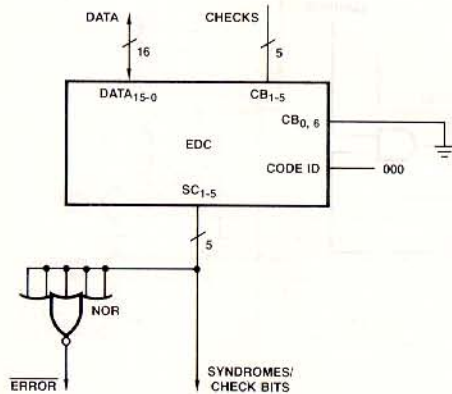 DATA
CHECKS
16
5
DATA15-0
CB1-5
CB0, 6
EDC
CODE ID
000
SC1-5
5
NOR
ERROR
SYNDROMES/
CHECK BITS